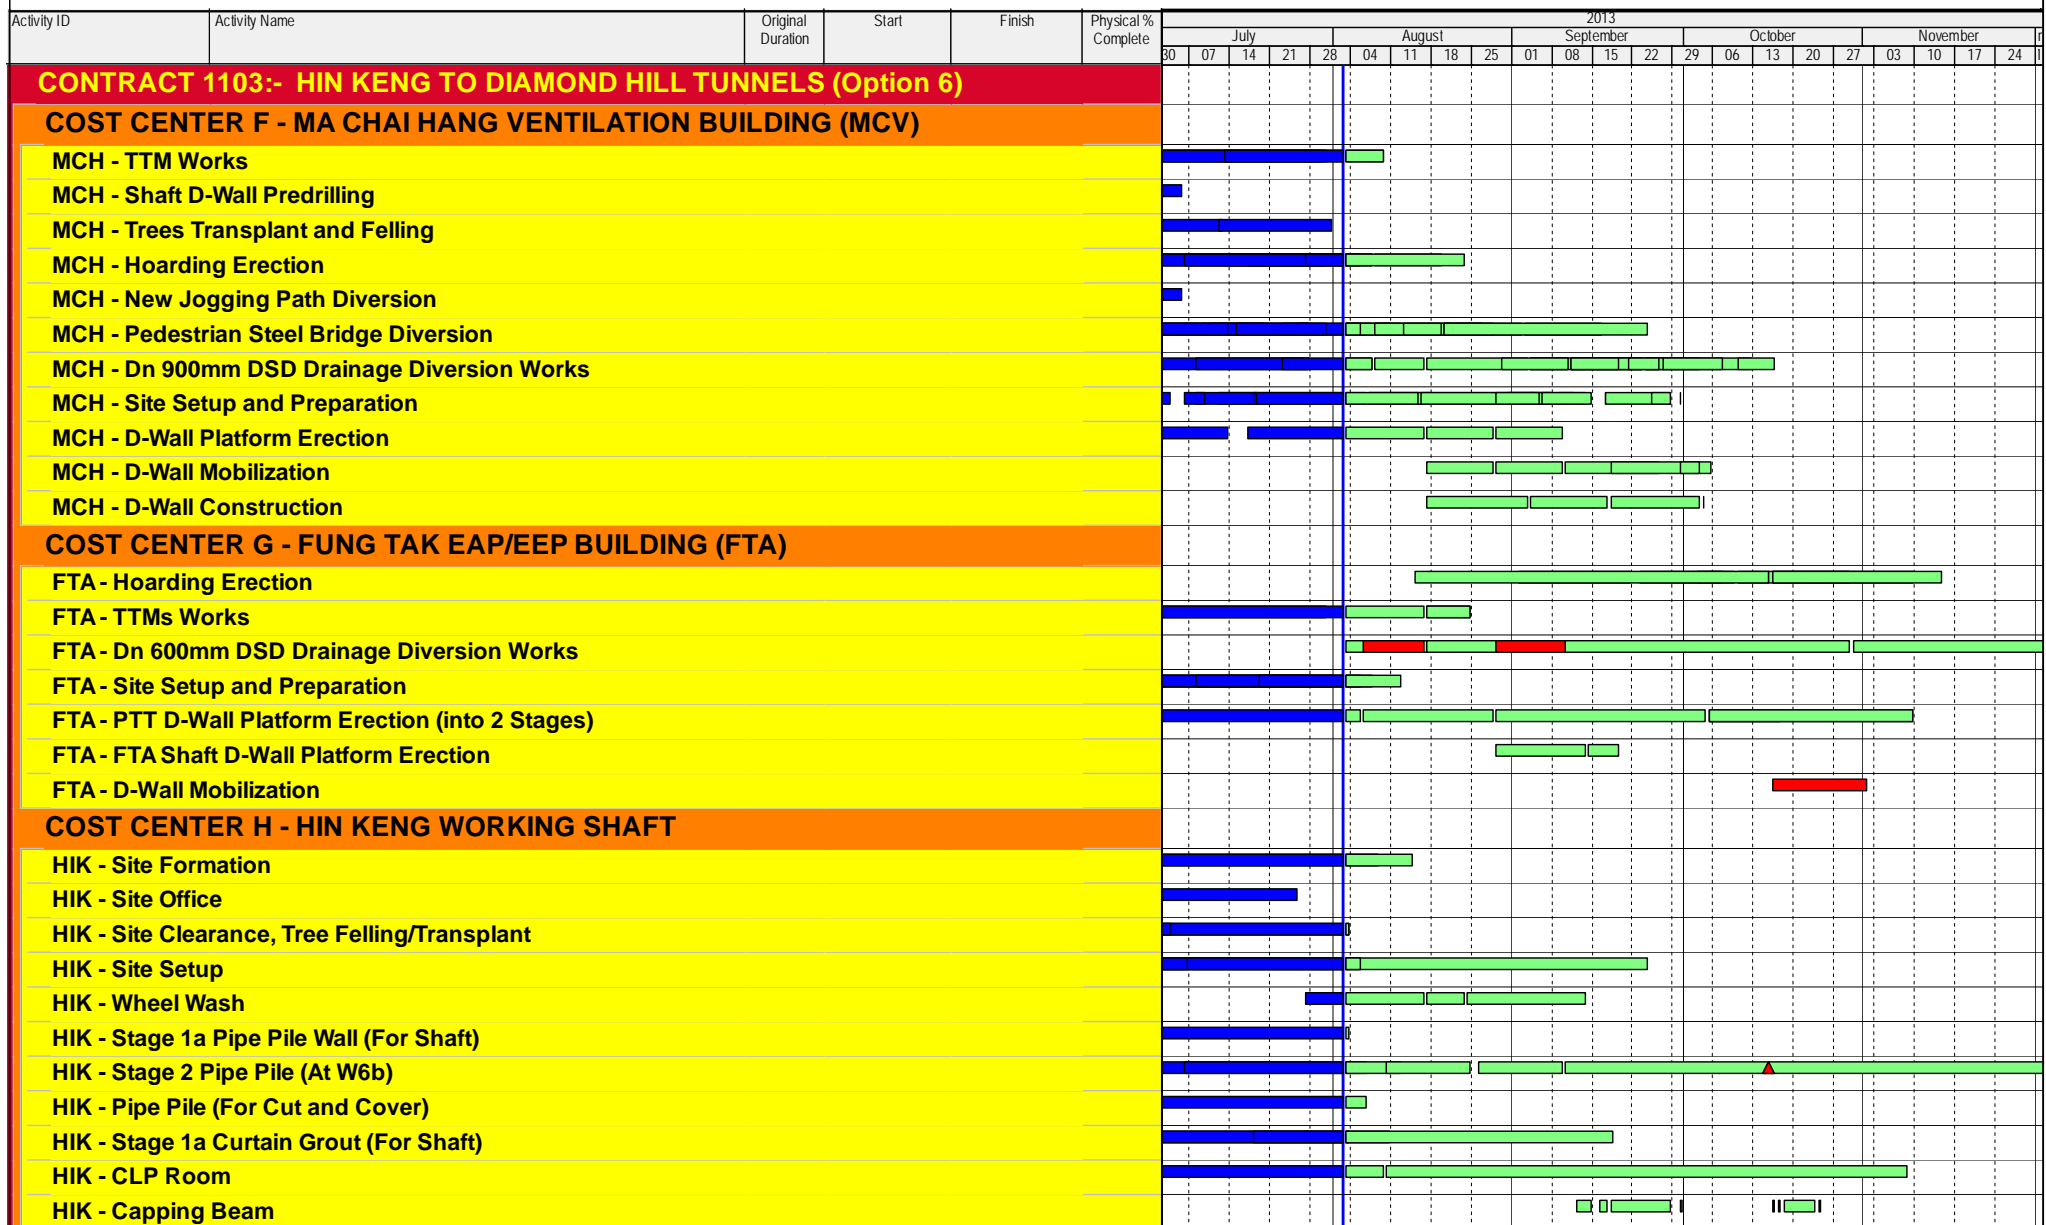 Activity ID Activity Name Original Start Finish Physical % 2013
Duration Complete July August September October November
30 07 14 21 28 04 11 18 25 01 08 15 22 29 06 13 20 27 03 10 17 24
CONTRACT 1103:- HIN KENG TO DIAMOND HILL TUNNELS (Option 6)
COST CENTER F - MA CHAI HANG VENTILATION BUILDING (MCV)
MCH - TTM Works
MCH - Shaft D-Wall Predrilling
MCH - Trees Transplant and Felling
MCH - Hoarding Erection
MCH - New Jogging Path Diversion
MCH - Pedestrian Steel Bridge Diversion
MCH - Dn 900mm DSD Drainage Diversion Works
MCH - Site Setup and Preparation
MCH - D-Wall Platform Erection
MCH - D-Wall Mobilization
MCH - D-Wall Construction
COST CENTER G - FUNG TAK EAP/EEP BUILDING (FTA)
FTA - Hoarding Erection
FTA - TTMs Works
FTA - Dn 600mm DSD Drainage Diversion Works
FTA - Site Setup and Preparation
FTA - PTT D-Wall Platform Erection (into 2 Stages)
FTA - FTA Shaft D-Wall Platform Erection
FTA - D-Wall Mobilization
COST CENTER H - HIN KENG WORKING SHAFT
HIK - Site Formation
HIK - Site Office
HIK - Site Clearance, Tree Felling/Transplant
HIK - Site Setup
HIK - Wheel Wash
HIK - Stage 1a Pipe Pile Wall (For Shaft)
HIK - Stage 2 Pipe Pile (At W6b)
HIK - Pipe Pile (For Cut and Cover)
HIK - Stage 1a Curtain Grout (For Shaft)
HIK - CLP Room
HIK - Capping Beam